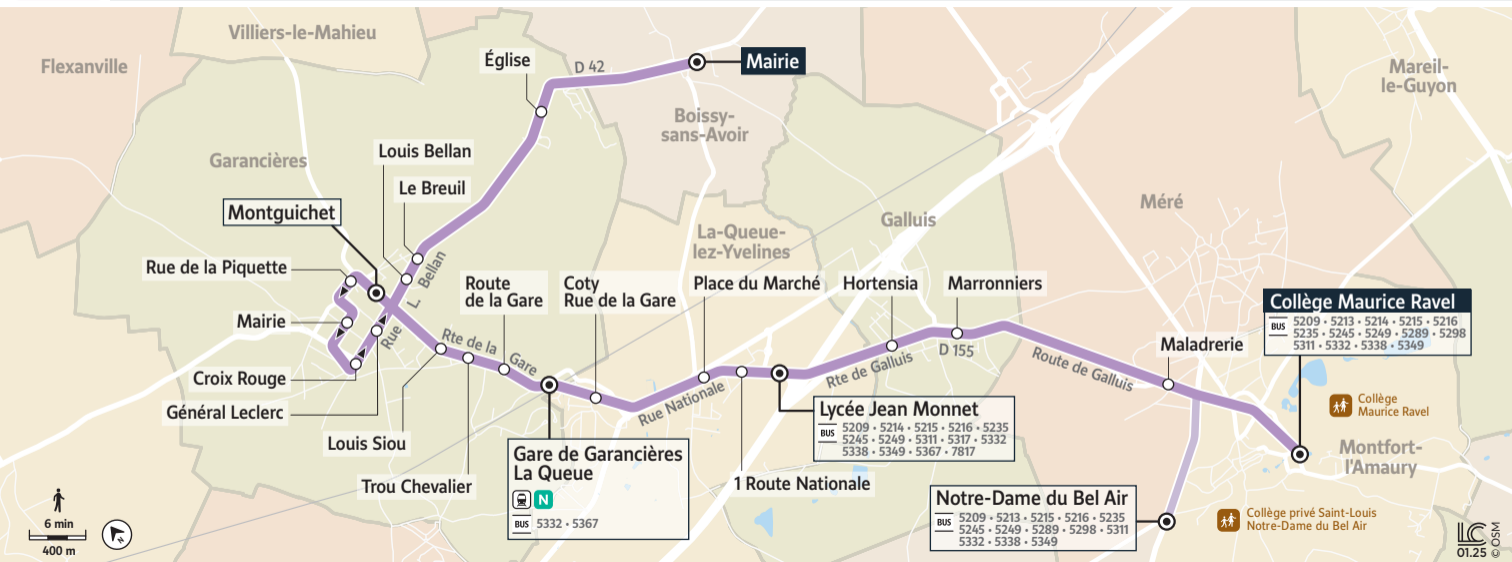 Villiers-le-Mahieu
Flexanville
Église
D 42
Mairie
Mareil-
le-Guyon
Boissy-
sans-Avoir
Garancières
Louis Bellan
Le Breuil
Montguichet
Méré
Galluis
La-Queue-
lez-Yvelines
Rue de la Piquette
Rue L. Bellan
Route
de la Gare
Coty
Rue de la Gare
Place du Marché
Hortensia
Marronniers
Collège Maurice Ravel
BUS
5209 • 5213 • 5214 • 5215 • 5216
5235 • 5245 • 5249 • 5289 • 5298
5311 • 5332 • 5338 • 5349
Mairie
Rte de la Gare
D 155
Maladrerie
Rte de Galluis
Route de Galluis
Croix Rouge
Rue Nationale
Général Leclerc
Lycée Jean Monnet
BUS
5209 • 5214 • 5215 • 5216 • 5235
5245 • 5249 • 5311 • 5317 • 5332
5338 • 5349 • 5367 • 7817
Collège
Maurice Ravel
Louis Siou
Gare de Garancières
La Queue
N
BUS
5332 • 5367
Montfort-
l'Amaury
Trou Chevalier
1 Route Nationale
Notre-Dame du Bel Air
BUS
5209 • 5213 • 5215 • 5216 • 5235
5245 • 5249 • 5289 • 5298 • 5311
5332 • 5338 • 5349
Collège privé Saint-Louis
Notre-Dame du Bel Air
6 min
400 m
LC
01.25
© OSM